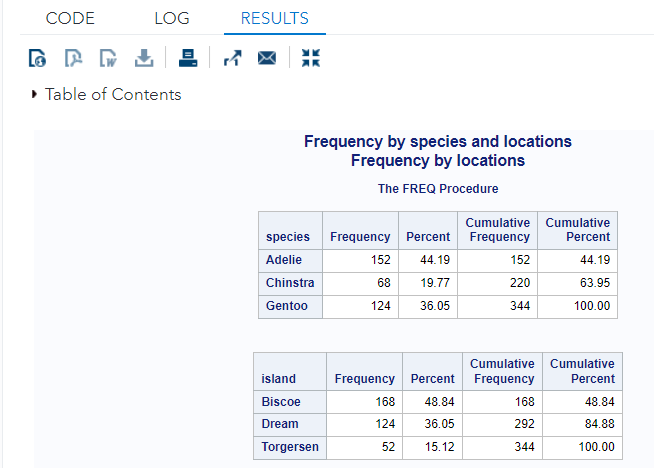 CODE LOG RESULTS
Table of Contents
Frequency by species and locations
Frequency by locations
The FREQ Procedure
species Frequency Percent Cumulative Frequency Cumulative Percent
Adelie 152 44.19 152 44.19
Chinstra 68 19.77 220 63.95
Gentoo 124 36.05 344 100.00
island Frequency Percent Cumulative Frequency Cumulative Percent
Biscoe 168 48.84 168 48.84
Dream 124 36.05 292 84.88
Torgersen 52 15.12 344 100.00